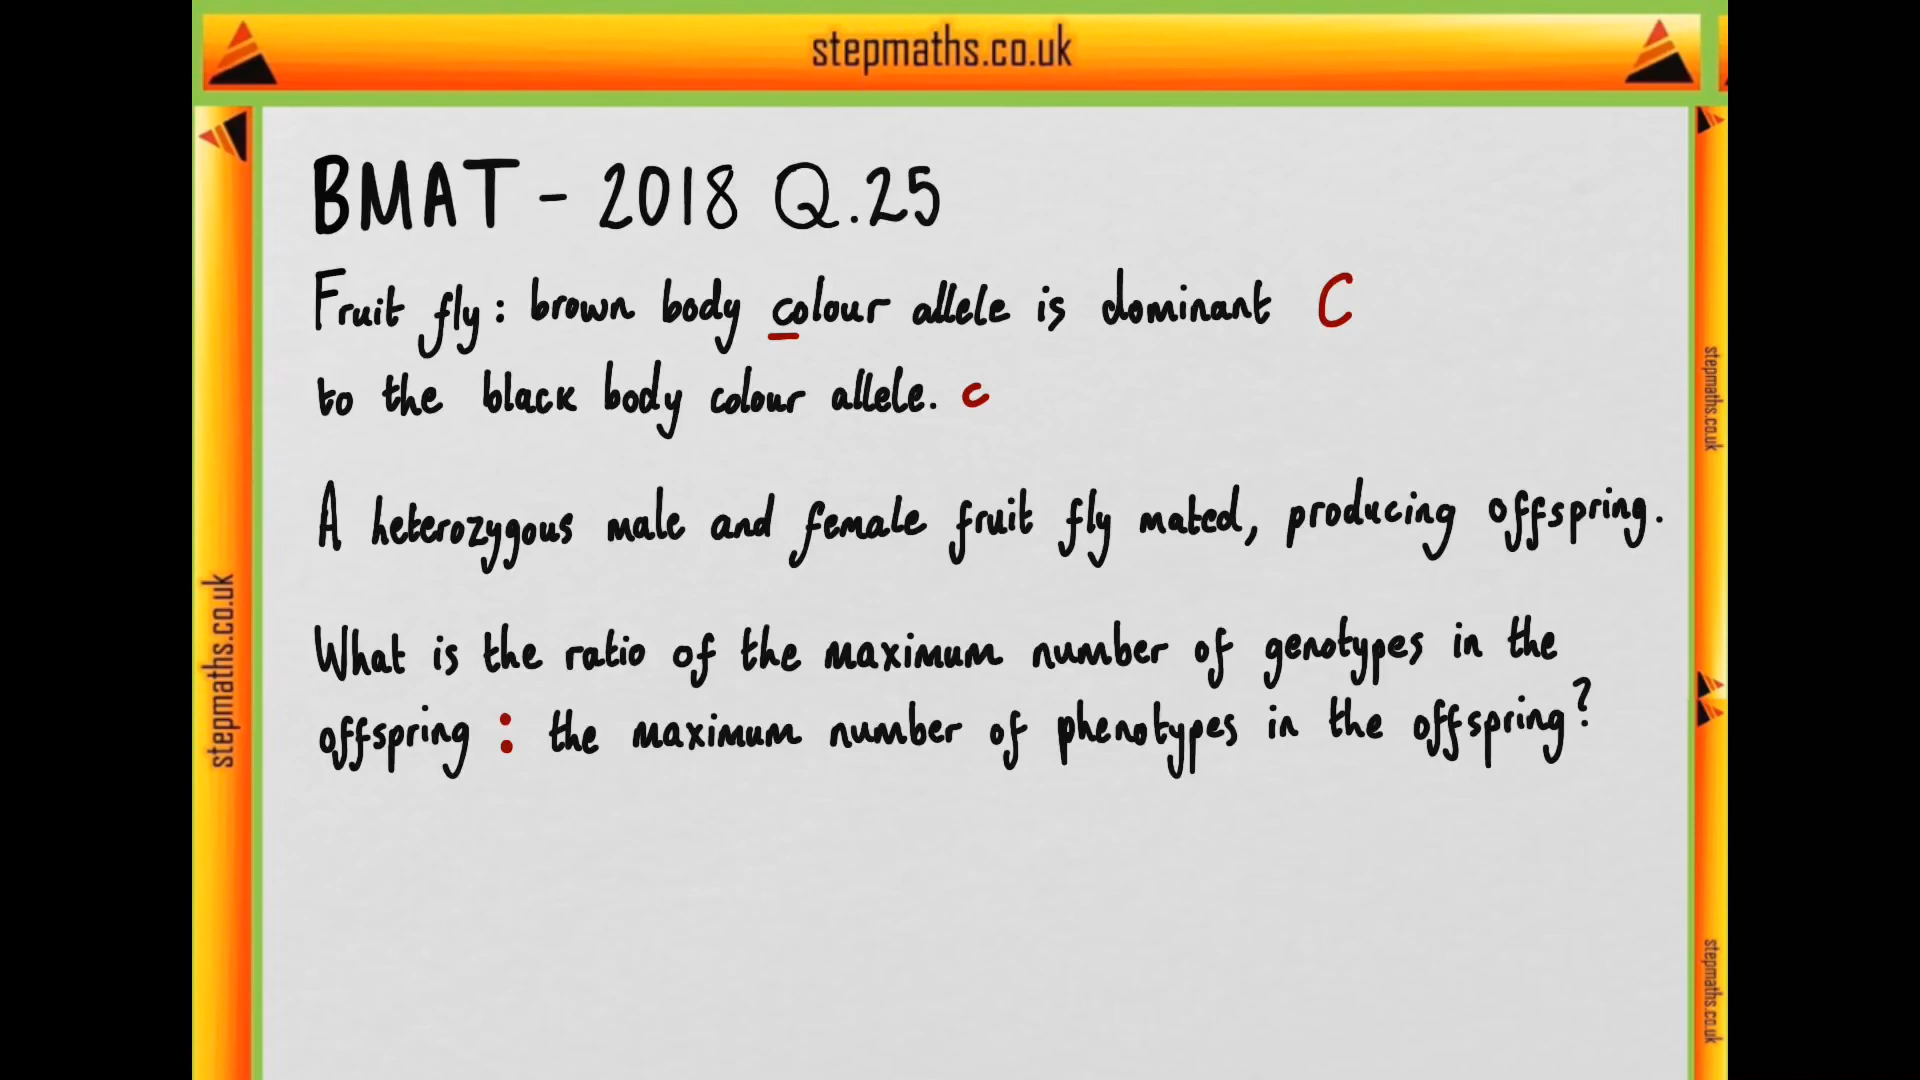 stepmaths.co.uk
BMAT - 2018 Q.25
Fruit fly: brown body colour allele is dominant C
to the black body colour allele. c
A heterozygous male and female fruit fly mated, producing offspring.
What is the ratio of the maximum number of genotypes in the
offspring : the maximum number of phenotypes in the offspring?
stepmaths.co.uk
stepmaths.co.uk
stepmaths.co.uk